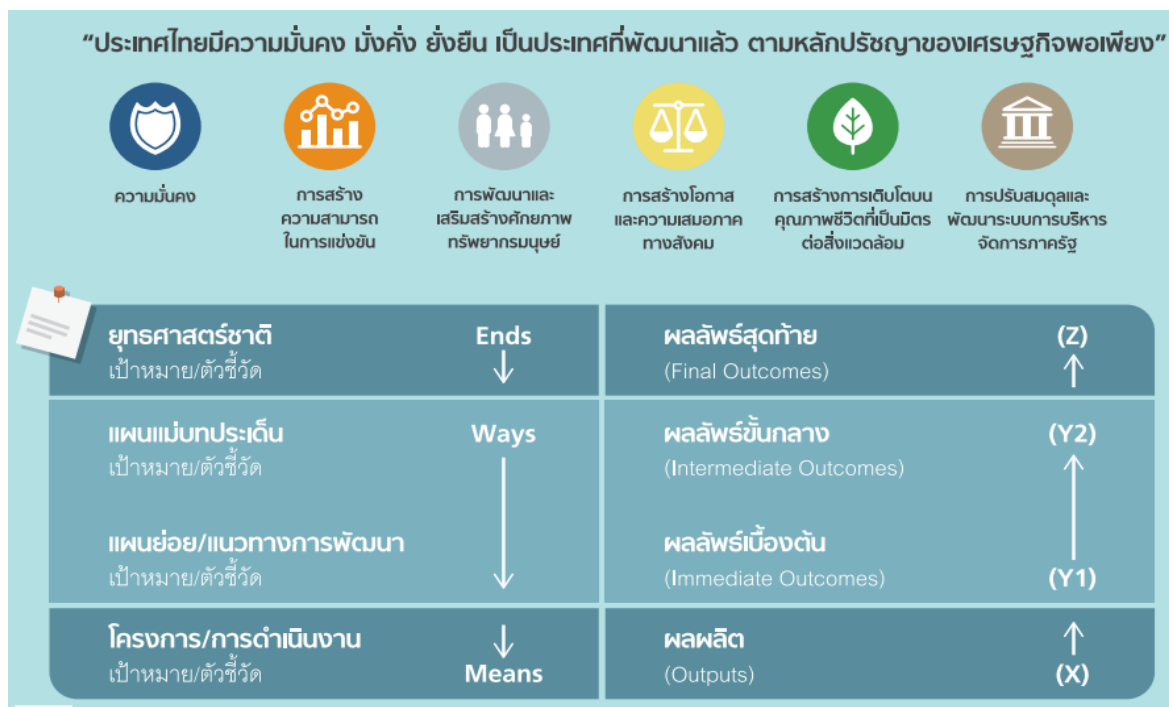 “ประเทศไทยมีความมั่นคง มั่งคั่ง ยั่งยืน เป็นประเทศที่พัฒนาแล้ว ตามหลักปรัชญาของเศรษฐกิจพอเพียง”
ความมั่นคง
การสร้าง
ความสามารถ
ในการแข่งขัน
การพัฒนาและ
เสริมสร้างศักยภาพ
ทรัพยากรมนุษย์
การสร้างโอกาส
และความเสมอภาค
ทางสังคม
การสร้างการเติบโตบน
คุณภาพชีวิตที่เป็นมิตร
ต่อสิ่งแวดล้อม
การปรับสมดุลและ
พัฒนาระบบการบริหาร
จัดการภาครัฐ
ยุทธศาสตร์ชาติ Ends ผลลัพธ์สุดท้าย (Z)
เป้าหมาย/ตัวชี้วัด (Final Outcomes)
แผนแม่บทประเด็น Ways ผลลัพธ์ขั้นกลาง (Y2)
เป้าหมาย/ตัวชี้วัด (Intermediate Outcomes)
แผนย่อย/แนวทางการพัฒนา ผลลัพธ์เบื้องต้น
เป้าหมาย/ตัวชี้วัด (Immediate Outcomes) (Y1)
โครงการ/การดำเนินงาน ผลผลิต
เป้าหมาย/ตัวชี้วัด Means (Outputs) (X)